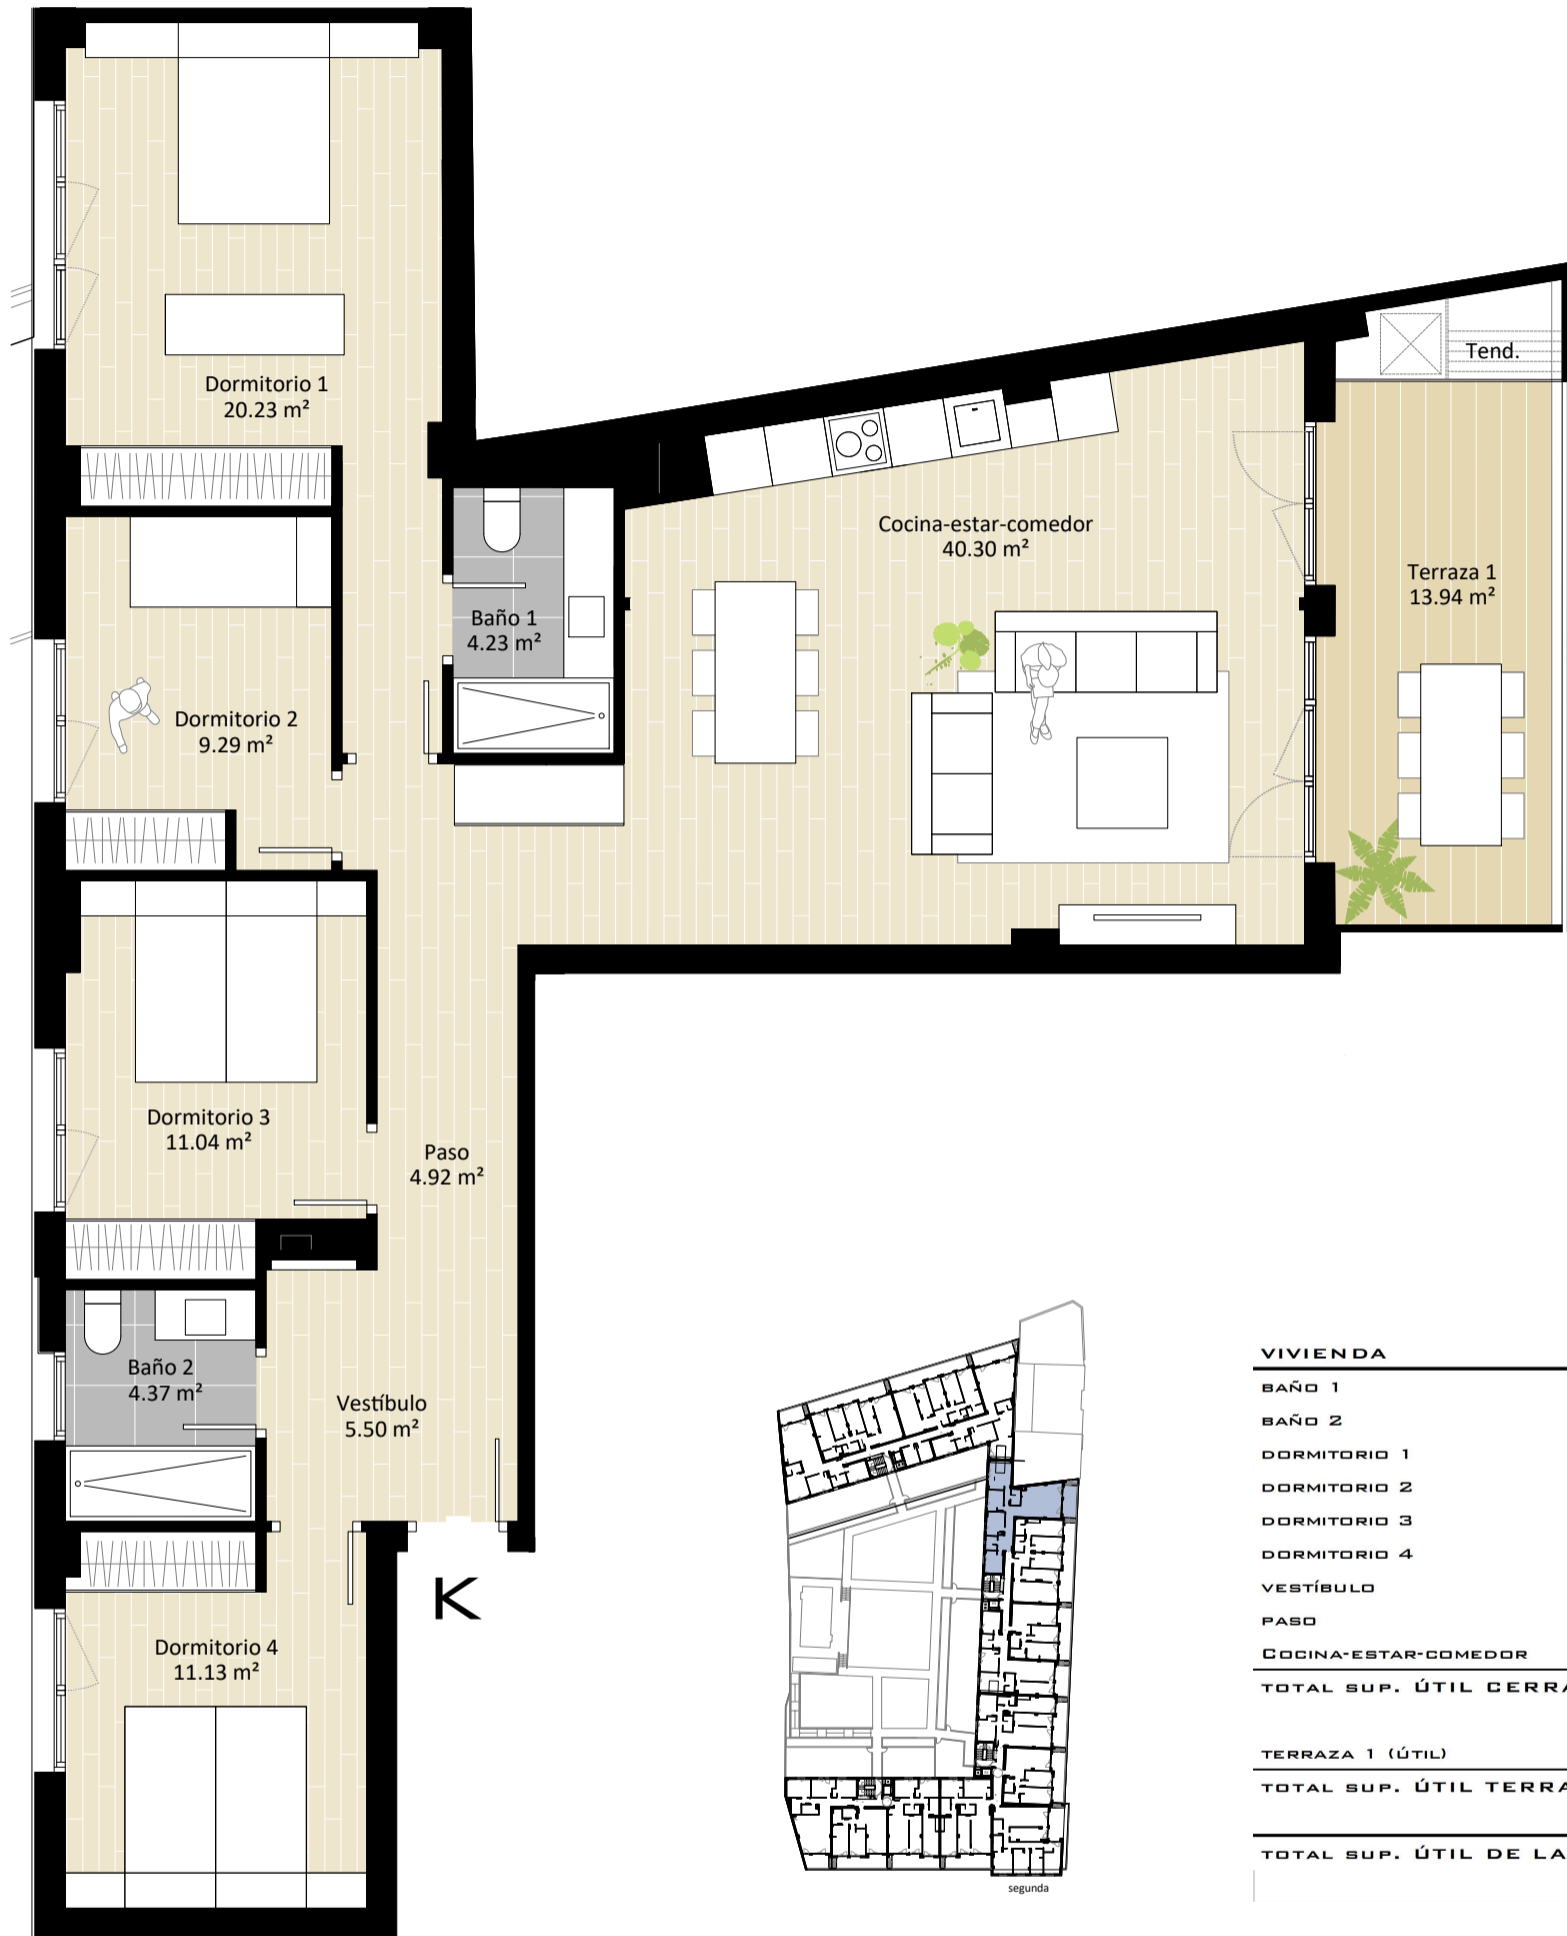 Dormitorio 1
20.23 m²
Tend.
Cocina-estar-comedor
40.30 m²
Terraza 1
13.94 m²
Baño 1
4.23 m²
Dormitorio 2
9.29 m²
Dormitorio 3
11.04 m²
Paso
4.92 m²
Baño 2
4.37 m²
Vestíbulo
5.50 m²
K
Dormitorio 4
11.13 m²
segunda
VIVIENDA
BAÑO 1
BAÑO 2
DORMITORIO 1
DORMITORIO 2
DORMITORIO 3
DORMITORIO 4
VESTÍBULO
PASO
COCINA-ESTAR-COMEDOR
TOTAL SUP. ÚTIL CERRA
TERRAZA 1 (ÚTIL)
TOTAL SUP. ÚTIL TERRA
TOTAL SUP. ÚTIL DE LA